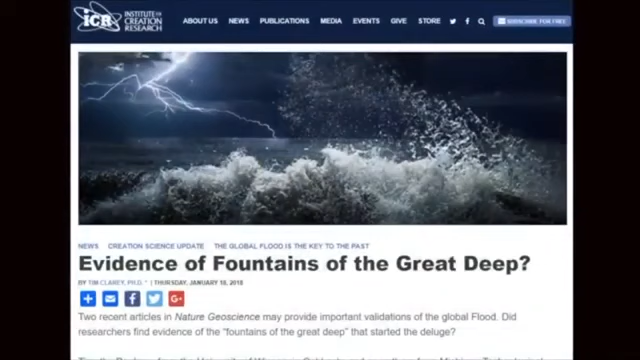 ICR INSTITUTE FOR CREATION RESEARCH ABOUT US NEWS PUBLICATIONS MEDIA EVENTS GIVE STORE SUBSCRIBE FOR FREE
NEWS CREATION SCIENCE UPDATE THE GLOBAL FLOOD IS THE KEY TO THE PAST
Evidence of Fountains of the Great Deep?
BY TIM CLAREY, PH.D. * | THURSDAY, JANUARY 18, 2018
Two recent articles in Nature Geoscience may provide important validations of the global Flood. Did
researchers find evidence of the "fountains of the great deep" that started the deluge?